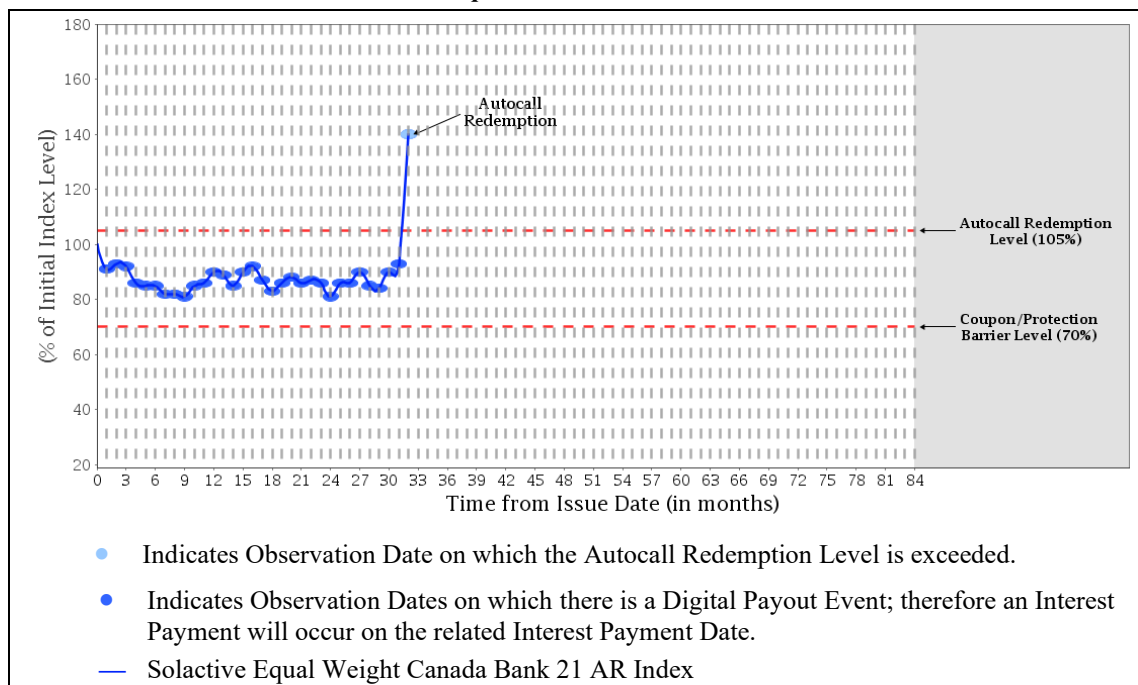 180
160
140
120
100
80
60
40
20
(% of Initial Index Level)
Autocall
Redemption
Autocall Redemption
Level (105%)
Coupon/Protection
Barrier Level (70%)
0 3 6 9 12 15 18 21 24 27 30 33 36 39 42 45 48 51 54 57 60 63 66 69 72 75 78 81 84
Time from Issue Date (in months)
Indicates Observation Date on which the Autocall Redemption Level is exceeded.
Indicates Observation Dates on which there is a Digital Payout Event; therefore an Interest
Payment will occur on the related Interest Payment Date.
Solactive Equal Weight Canada Bank 21 AR Index